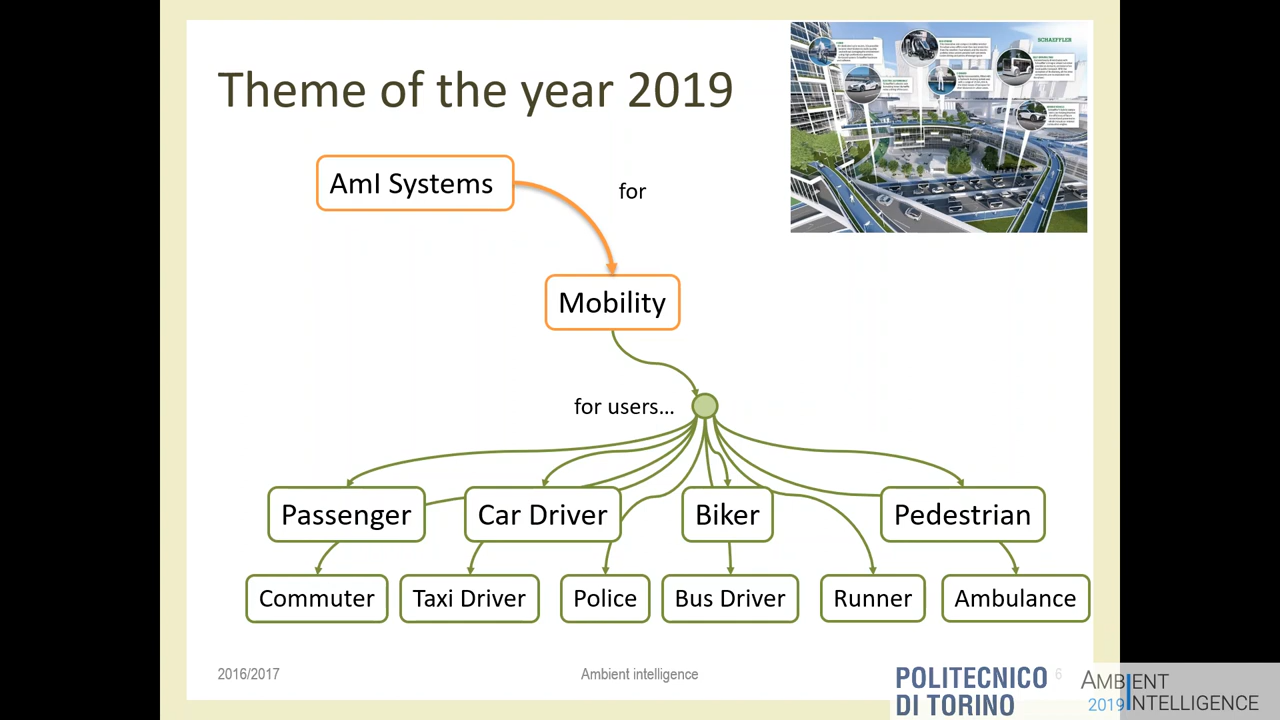 Theme of the year 2019
SCHAEFFLER
AmI Systems
for
Mobility
for users...
Passenger
Car Driver
Biker
Pedestrian
Commuter
Taxi Driver
Police
Bus Driver
Runner
Ambulance
2016/2017
Ambient intelligence
6
POLITECNICO
DI TORINO
AMBIENT
2019 INTELLIGENCE